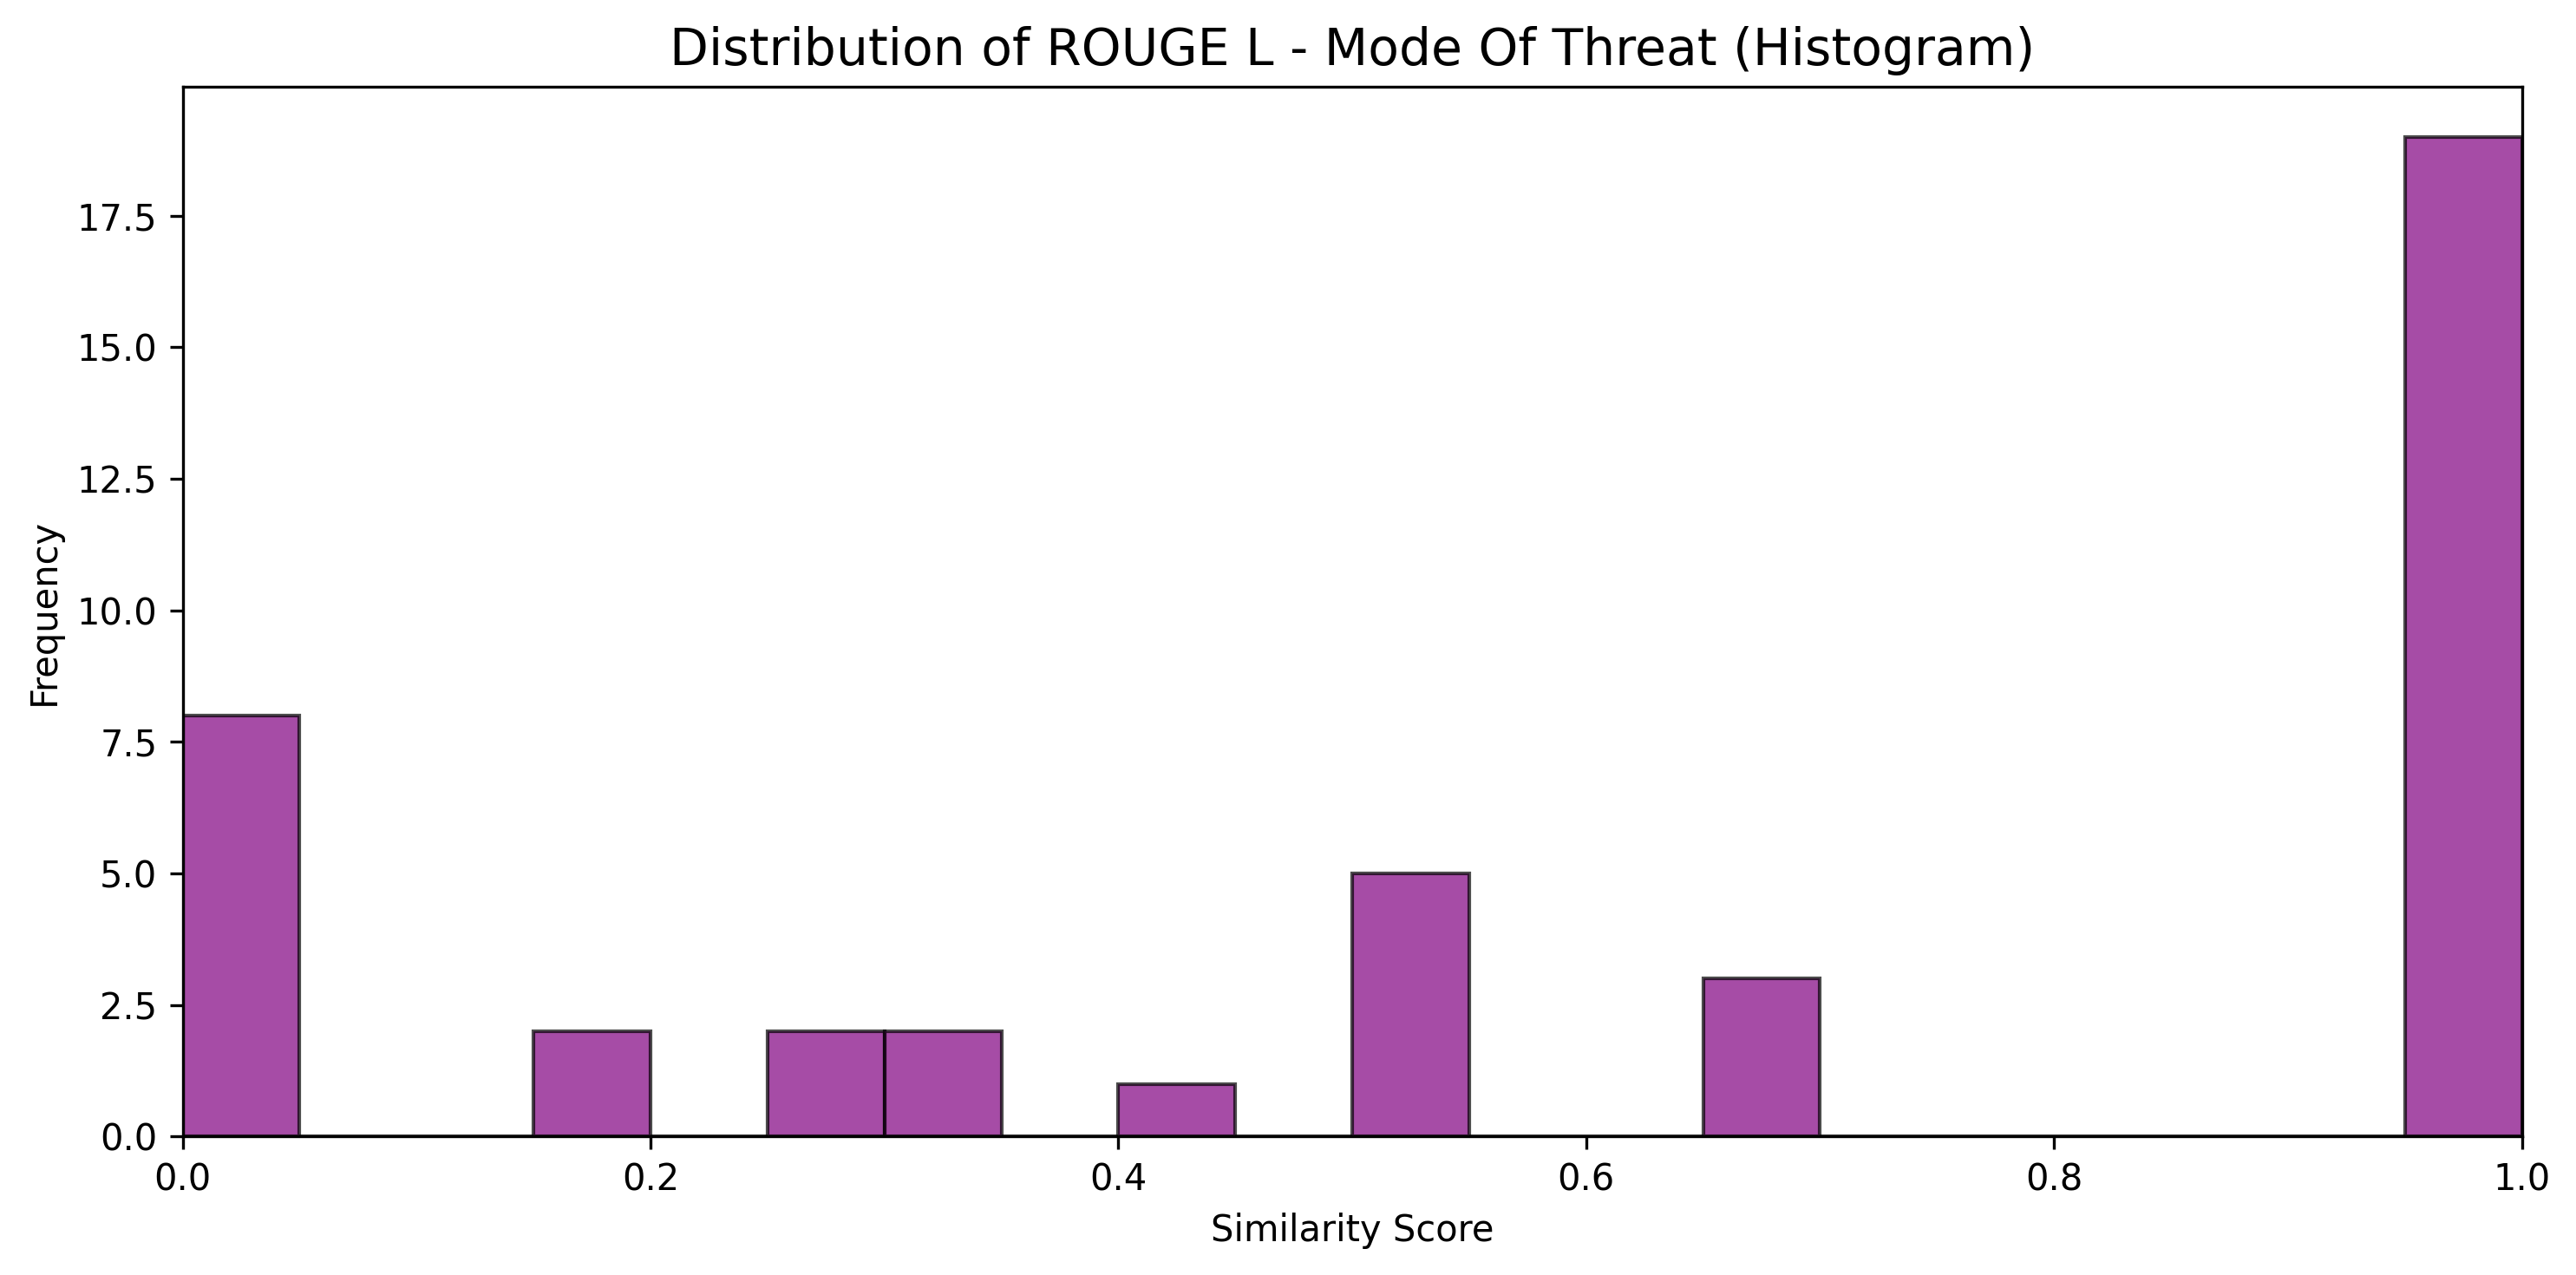 Distribution of ROUGE L - Mode Of Threat (Histogram)
Frequency
17.5
15.0
12.5
10.0
7.5
5.0
2.5
0.0
0.0 0.2 0.4 0.6 0.8 1.0
Similarity Score